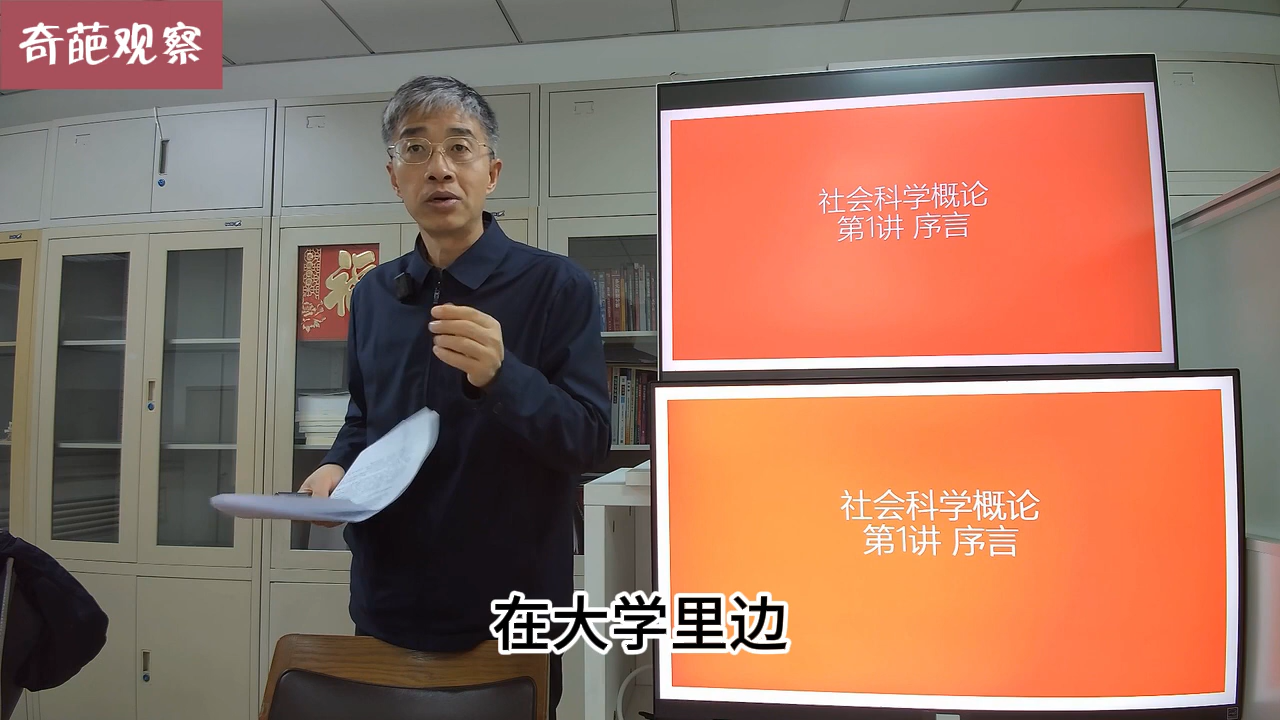 奇葩观察
福
社会科学概论
第1讲 序言
社会科学概论
第1讲 序言
在大学里边